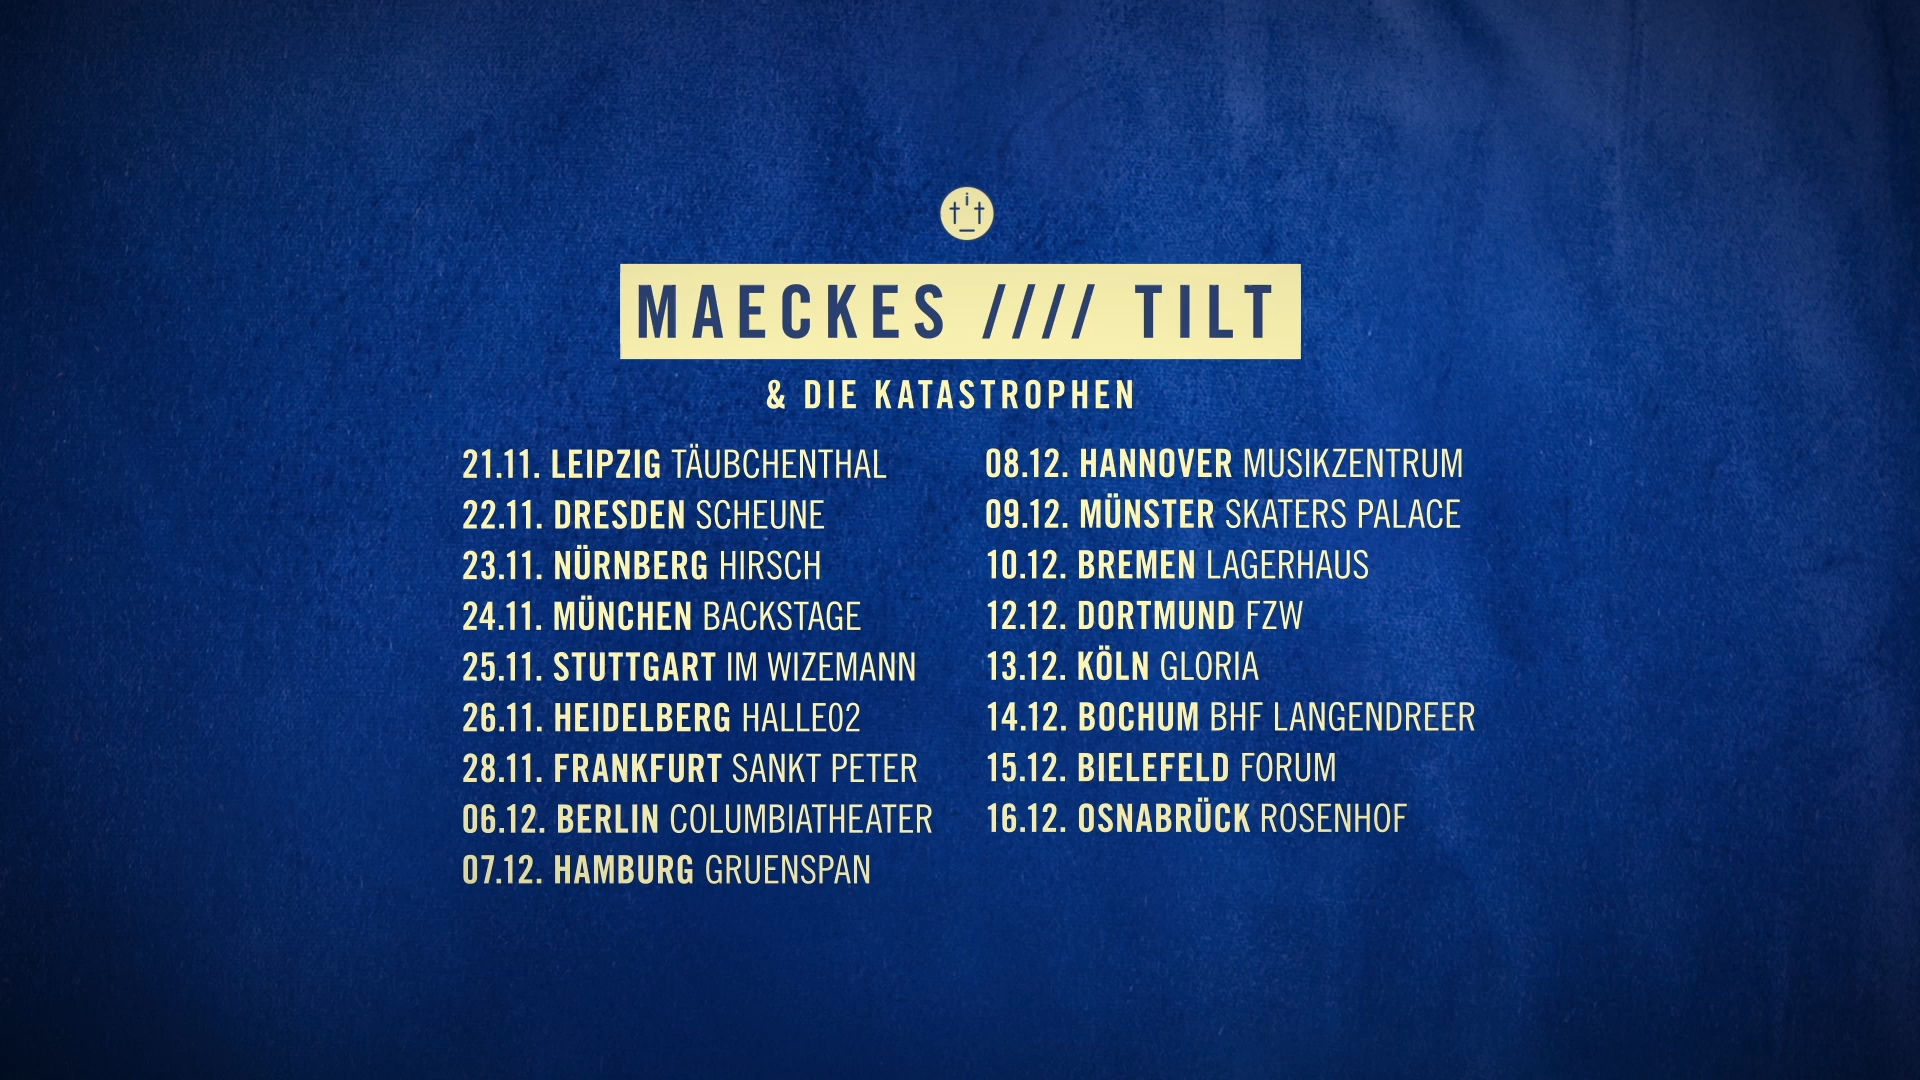 tilt
MAECKES //// TILT
& DIE KATASTROPHEN
21.11. LEIPZIG TÄUBCHENTHAL
22.11. DRESDEN SCHEUNE
23.11. NÜRNBERG HIRSCH
24.11. MÜNCHEN BACKSTAGE
25.11. STUTTGART IM WIZEMANN
26.11. HEIDELBERG HALLE02
28.11. FRANKFURT SANKT PETER
06.12. BERLIN COLUMBIATHEATER
07.12. HAMBURG GRUENSPAN
08.12. HANNOVER MUSIKZENTRUM
09.12. MÜNSTER SKATERS PALACE
10.12. BREMEN LAGERHAUS
12.12. DORTMUND FZW
13.12. KÖLN GLORIA
14.12. BOCHUM BHF LANGENDREER
15.12. BIELEFELD FORUM
16.12. OSNABRÜCK ROSENHOF